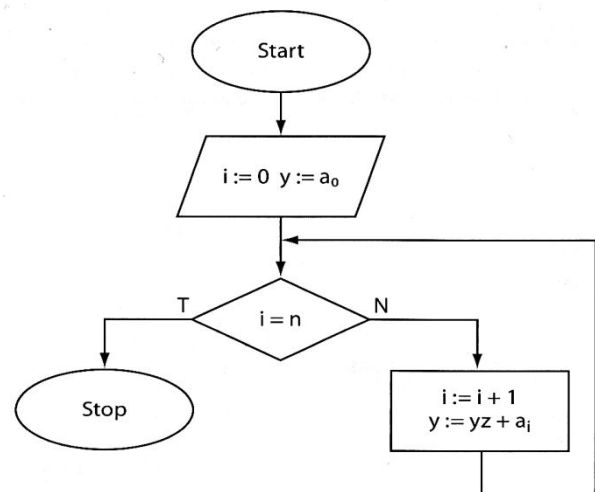 Start
i := 0 y := a₀
T
N
i = n
Stop
i := i + 1
y := yz + aᵢ